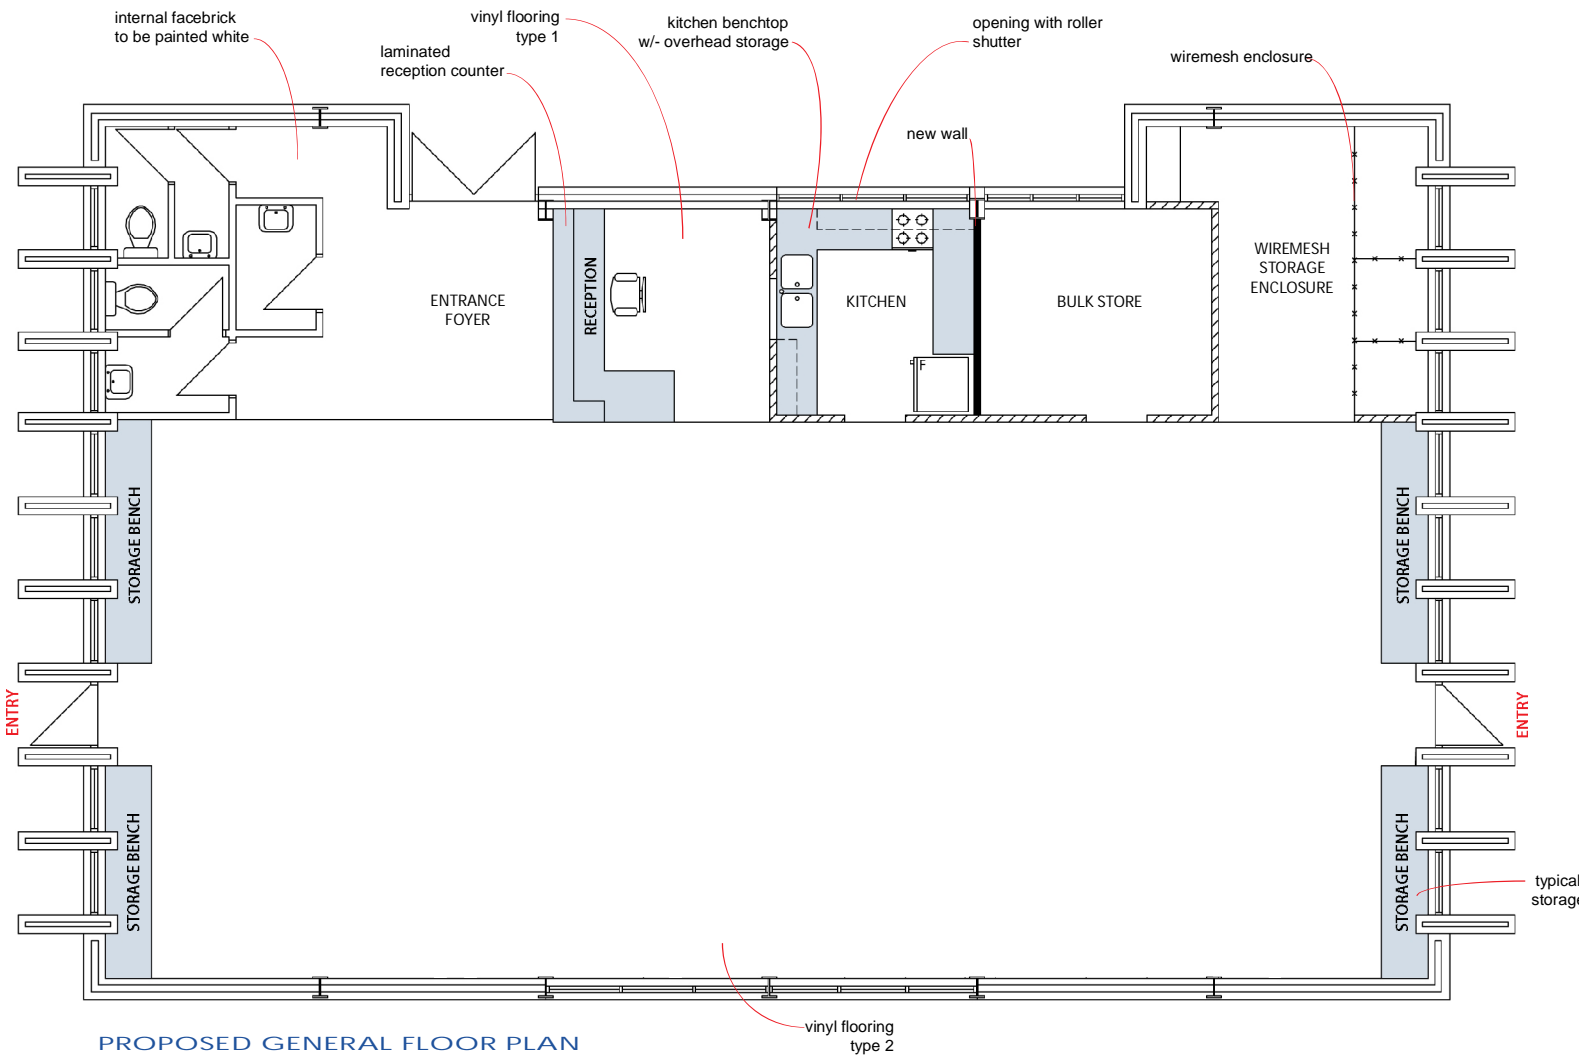 internal facebrick
to be painted white
vinyl flooring
type 1
laminated
reception counter
kitchen benchtop
w/- overhead storage
opening with roller
shutter
wiremesh enclosure
new wall
ENTRANCE
FOYER
RECEPTION
KITCHEN
F
BULK STORE
WIREMESH
STORAGE
ENCLOSURE
STORAGE BENCH
STORAGE BENCH
ENTRY
ENTRY
STORAGE BENCH
STORAGE BENCH
typical
storage
vinyl flooring
type 2
PROPOSED GENERAL FLOOR PLAN